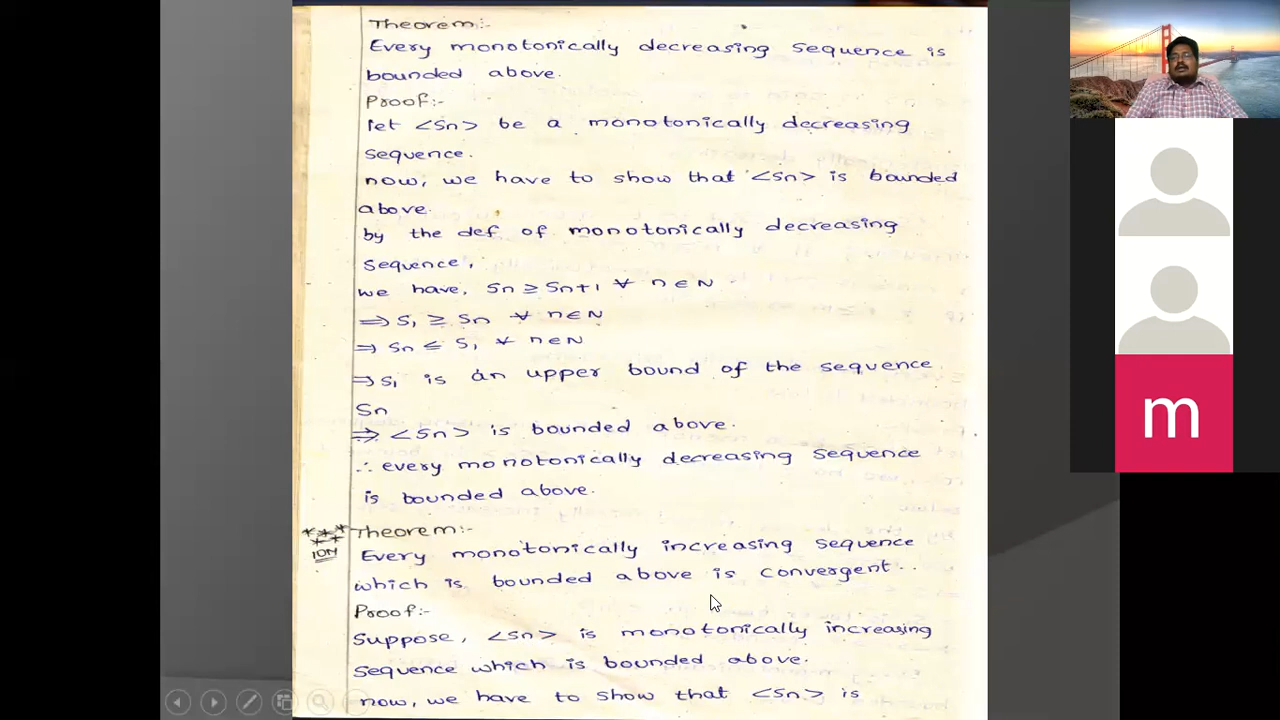 Theorem:-
Every monotonically decreasing sequence is
bounded above.
Proof:-
let <Sn> be a monotonically decreasing
sequence.
now, we have to show that <Sn> is bounded
above.
by the def of monotonically decreasing
sequence,
we have, Sn ≥ Sn+1 ∀ n∈N
⇒ S1 ≥ Sn ∀ n∈N
⇒ Sn ≤ S1 ∀ n∈N
⇒ S1 is an upper bound of the sequence
Sn
⇒ <Sn> is bounded above.
∴ every monotonically decreasing sequence
is bounded above.
Theorem:-
10M
Every monotonically increasing sequence
which is bounded above is convergent..
Proof:-
Suppose, <Sn> is monotonically increasing
sequence which is bounded above.
now, we have to show that <Sn> is
m